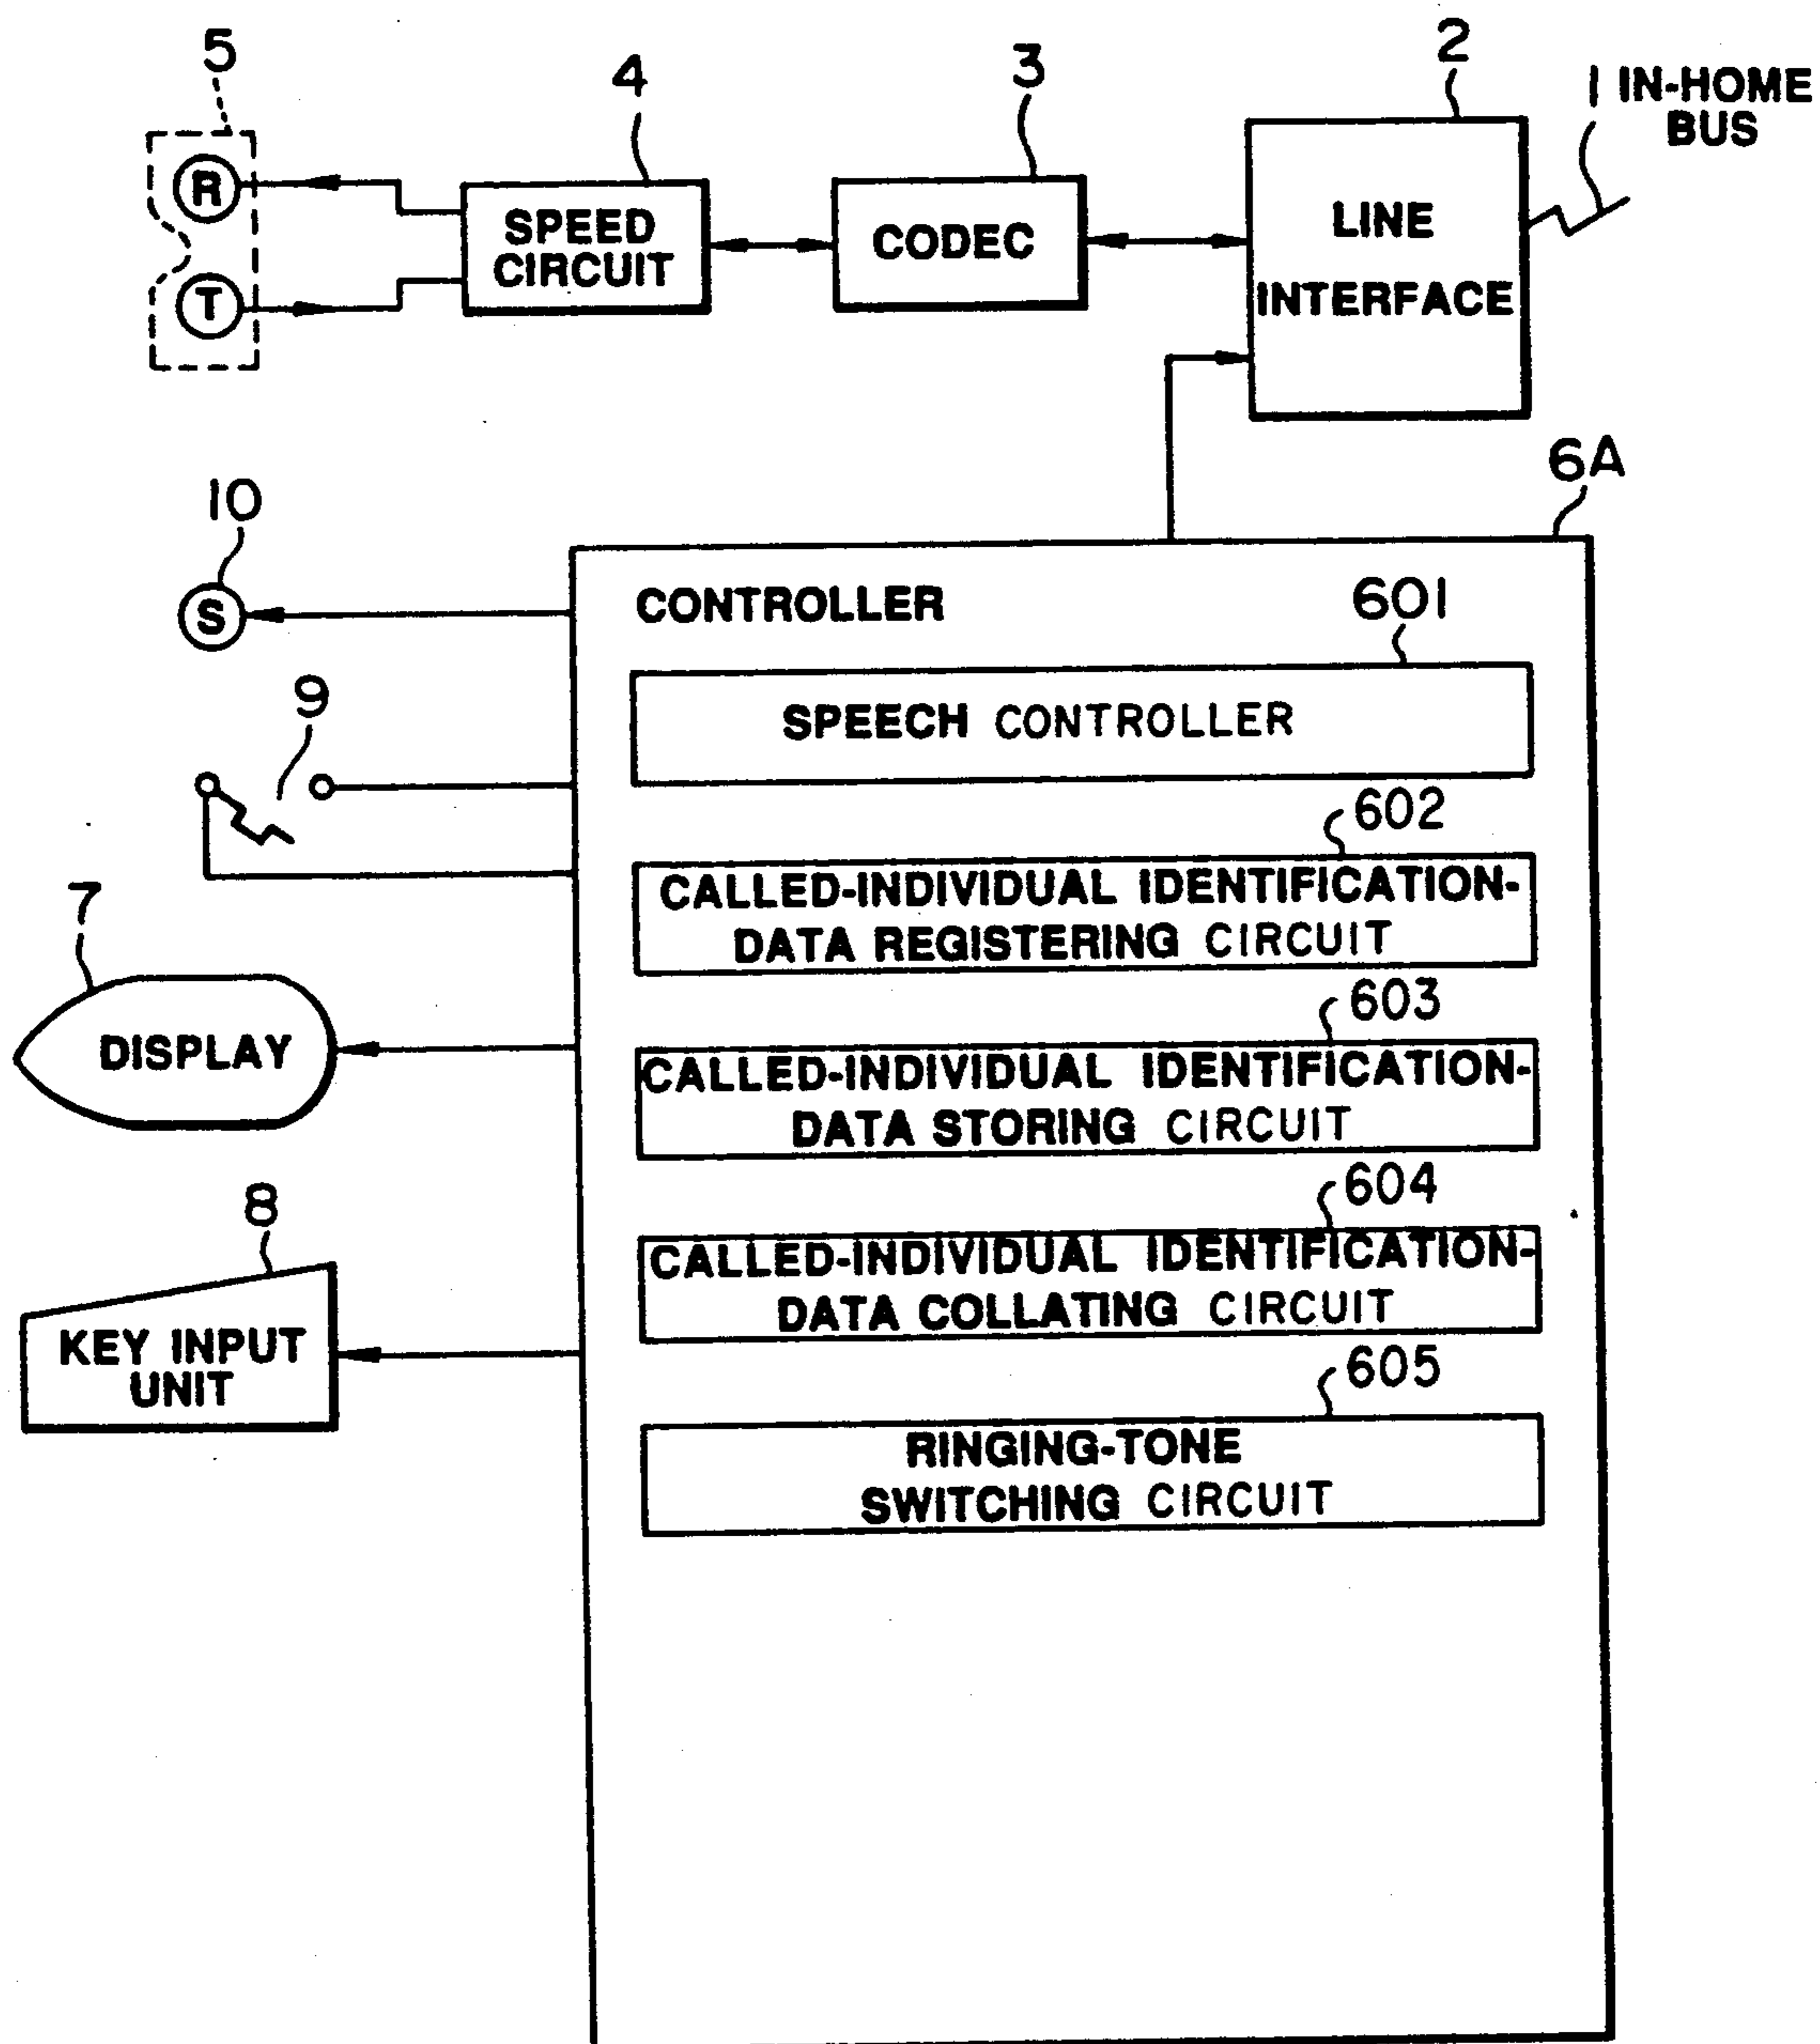 5
4
3
2
1 IN-HOME
BUS
R
T
SPEED
CIRCUIT
CODEC
LINE
INTERFACE
6A
10
S
CONTROLLER
601
SPEECH CONTROLLER
9
602
CALLED-INDIVIDUAL IDENTIFICATION-
DATA REGISTERING CIRCUIT
7
603
DISPLAY
CALLED-INDIVIDUAL IDENTIFICATION-
DATA STORING CIRCUIT
8
604
CALLED-INDIVIDUAL IDENTIFICATION-
DATA COLLATING CIRCUIT
KEY INPUT
UNIT
605
RINGING-TONE
SWITCHING CIRCUIT